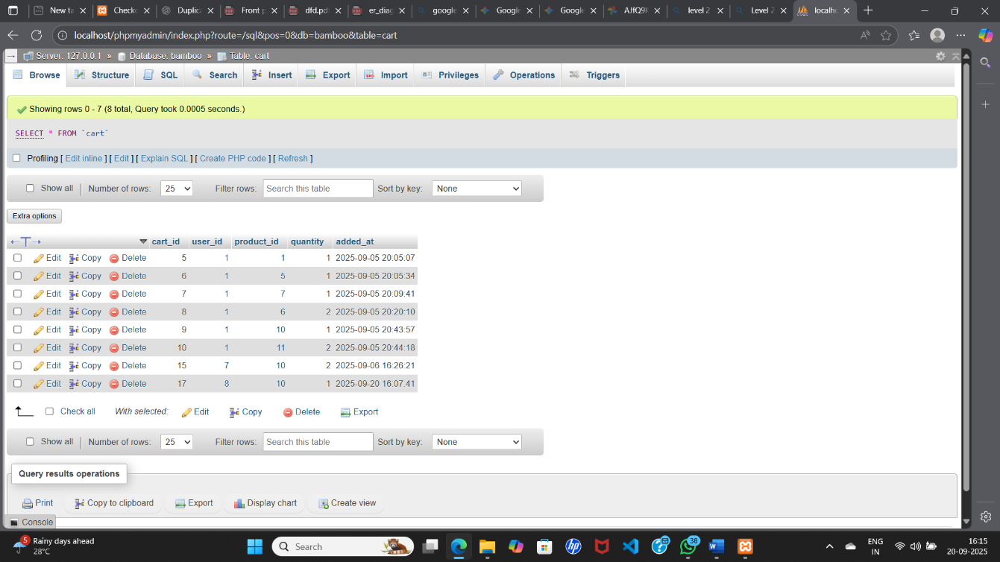 New ta
Checko
Duplica
Front p
dfd.pdf
er_diag
google
Google
Google
AJfQ9K
level 2
Level 2
localho
localhost/phpmyadmin/index.php?route=/sql&pos=0&db=bamboo&table=cart
Server: 127.0.0.1 » Database: bamboo » Table: cart
Browse Structure SQL Search Insert Export Import Privileges Operations Triggers
Showing rows 0 - 7 (8 total, Query took 0.0005 seconds.)
SELECT * FROM `cart`
Profiling [ Edit inline ] [ Edit ] [ Explain SQL ] [ Create PHP code ] [ Refresh ]
Show all | Number of rows: 25 Filter rows: Search this table Sort by key: None
Extra options
cart_id user_id product_id quantity added_at
Edit Copy Delete 5 1 1 1 2025-09-05 20:05:07
Edit Copy Delete 6 1 5 1 2025-09-05 20:05:34
Edit Copy Delete 7 1 7 1 2025-09-05 20:09:41
Edit Copy Delete 8 1 6 2 2025-09-05 20:20:10
Edit Copy Delete 9 1 10 1 2025-09-05 20:43:57
Edit Copy Delete 10 1 11 2 2025-09-05 20:44:18
Edit Copy Delete 15 7 10 2 2025-09-06 16:26:21
Edit Copy Delete 17 8 10 1 2025-09-20 16:07:41
Check all With selected: Edit Copy Delete Export
Show all | Number of rows: 25 Filter rows: Search this table Sort by key: None
Query results operations
Print Copy to clipboard Export Display chart Create view
Console
5 Rainy days ahead
28°C
Search
38
ENG
IN
16:15
20-09-2025